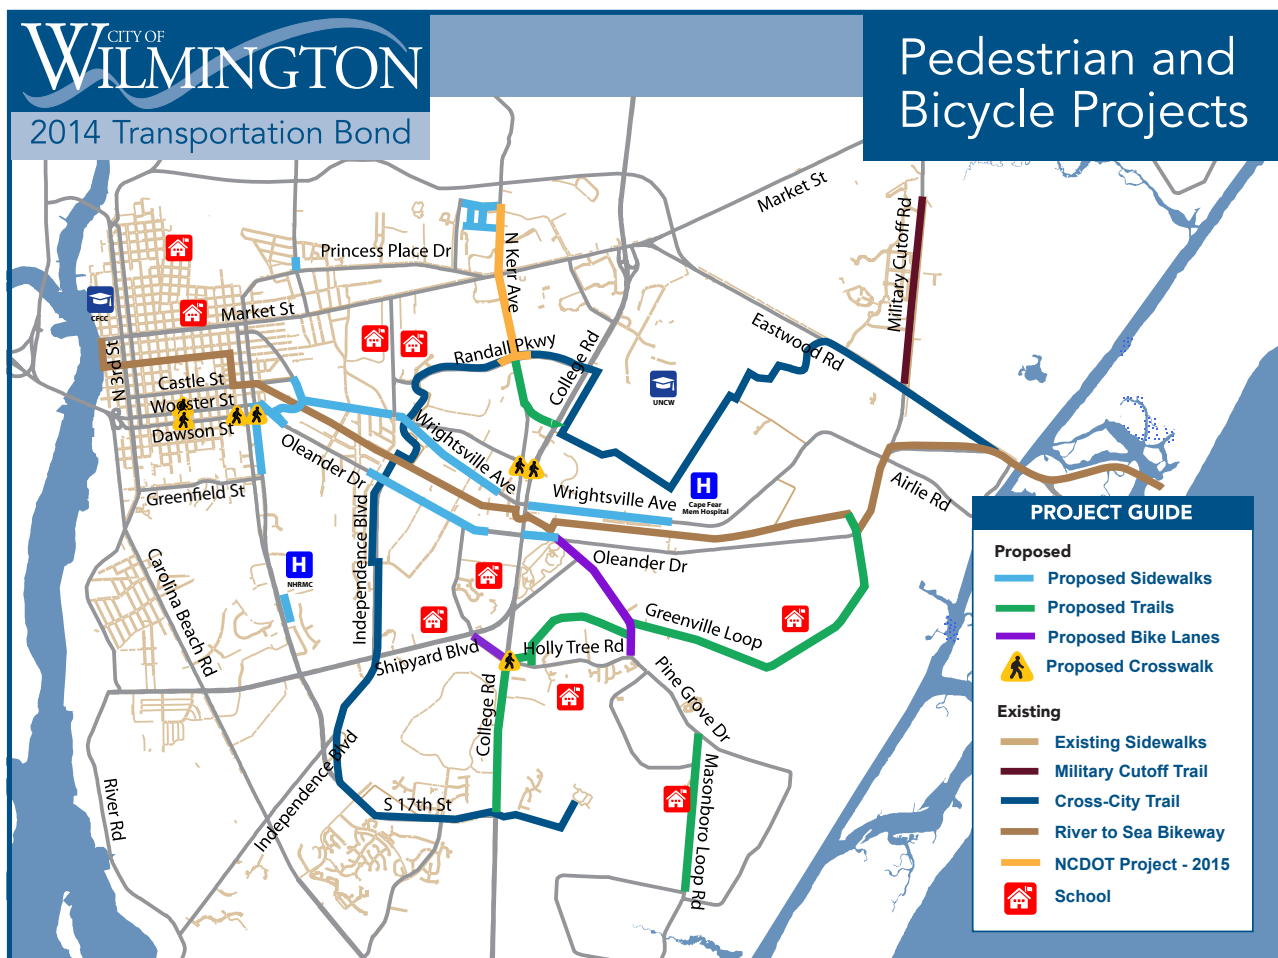 CITY OF
WILMINGTON
2014 Transportation Bond
Pedestrian and
Bicycle Projects
Market St
Military Cutoff Rd
Princess Place Dr
N Kerr Ave
CFCC
Market St
N 3rd St
Randall Pkwy
College Rd
Eastwood Rd
Castle St
Wooster St
Dawson St
UNCW
Wrightsville Ave
Oleander Dr
Greenfield St
Wrightsville Ave
H
Cape Fear
Mem Hospital
Airlie Rd
Independence Blvd
H
NHRMC
Carolina Beach Rd
Oleander Dr
Greenville Loop
Shipyard Blvd
Holly Tree Rd
Pine Grove Dr
College Rd
Independence Blvd
S 17th St
River Rd
Masonboro Loop Rd
PROJECT GUIDE
Proposed
Proposed Sidewalks
Proposed Trails
Proposed Bike Lanes
Proposed Crosswalk
Existing
Existing Sidewalks
Military Cutoff Trail
Cross-City Trail
River to Sea Bikeway
NCDOT Project - 2015
School